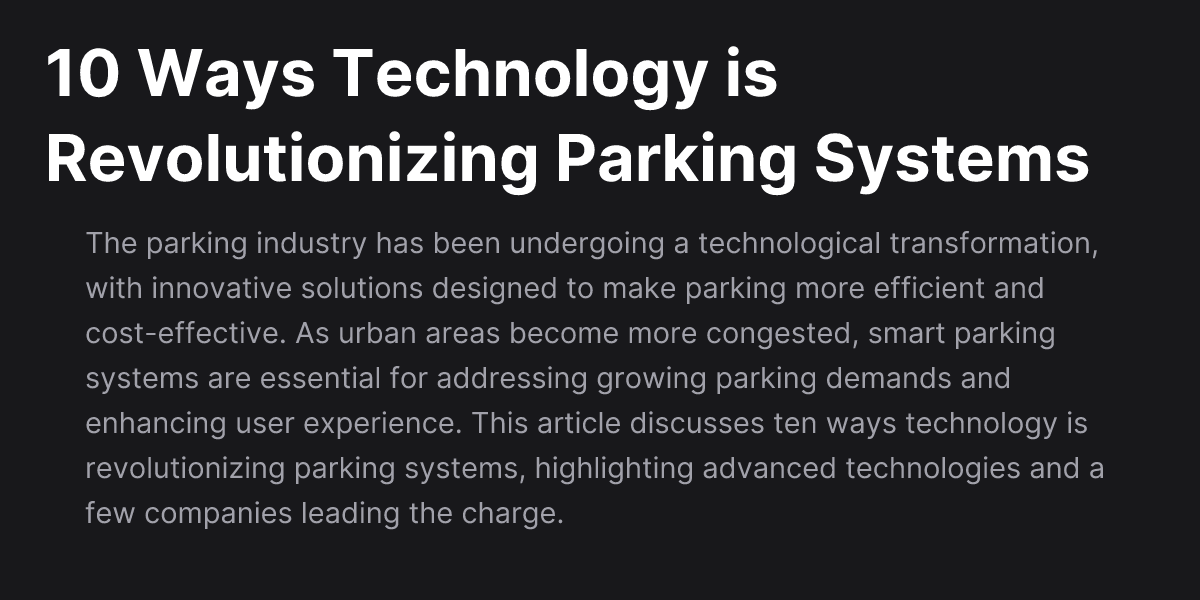 10 Ways Technology is
Revolutionizing Parking Systems
The parking industry has been undergoing a technological transformation,
with innovative solutions designed to make parking more efficient and
cost-effective. As urban areas become more congested, smart parking
systems are essential for addressing growing parking demands and
enhancing user experience. This article discusses ten ways technology is
revolutionizing parking systems, highlighting advanced technologies and a
few companies leading the charge.